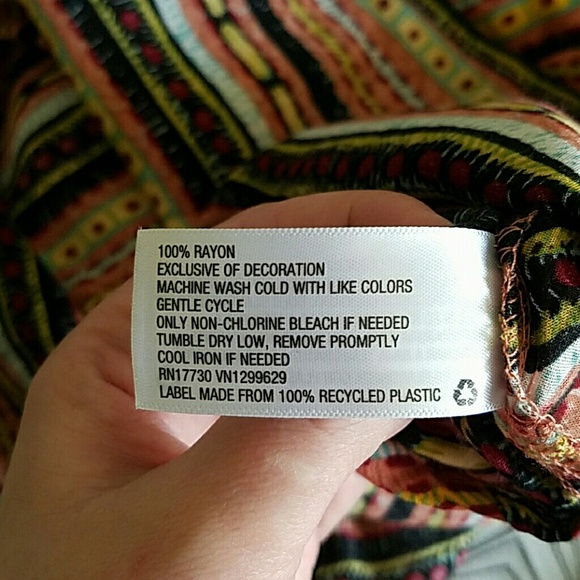 100% RAYON
EXCLUSIVE OF DECORATION
MACHINE WASH COLD WITH LIKE COLORS
GENTLE CYCLE
ONLY NON-CHLORINE BLEACH IF NEEDED
TUMBLE DRY LOW, REMOVE PROMPTLY
COOL IRON IF NEEDED
RN17730 VN1299629
LABEL MADE FROM 100% RECYCLED PLASTIC